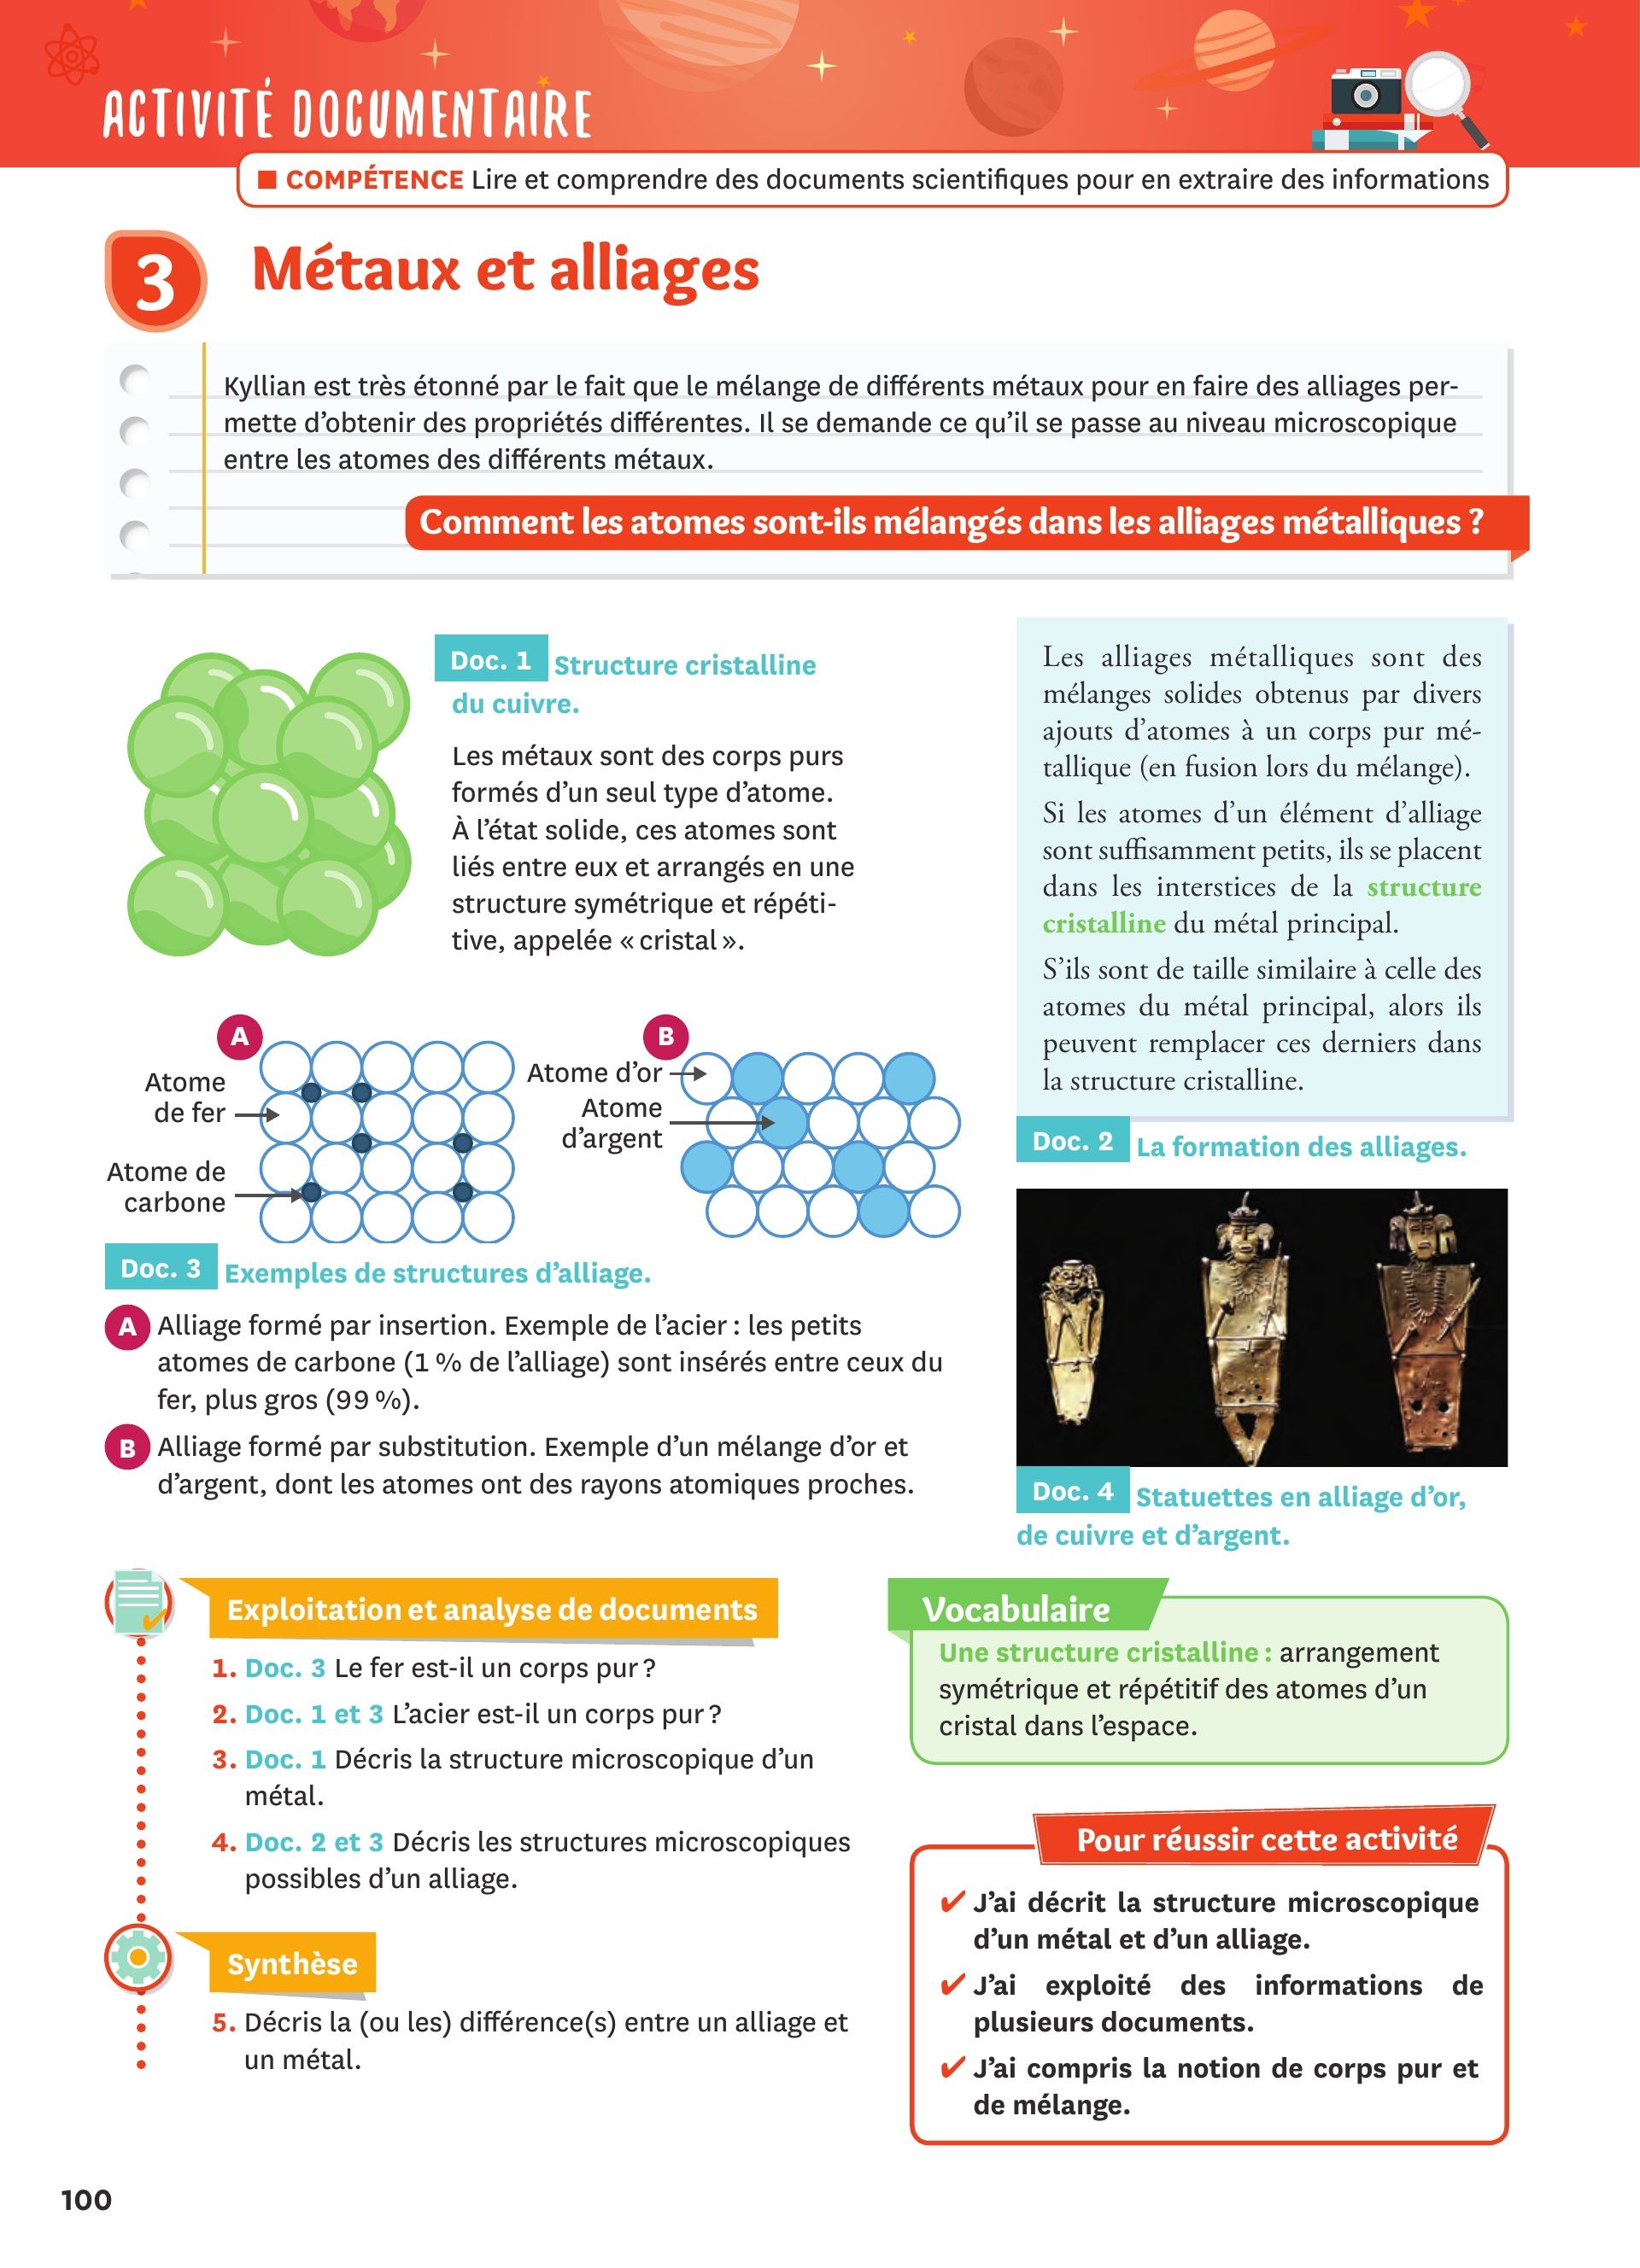 ACTIVITÉ DOCUMENTAIRE
COMPÉTENCE Lire et comprendre des documents scientifiques pour en extraire des informations
3 Métaux et alliages
Kyllian est très étonné par le fait que le mélange de différents métaux pour en faire des alliages per-
mette d’obtenir des propriétés différentes. Il se demande ce qu’il se passe au niveau microscopique
entre les atomes des différents métaux.
Comment les atomes sont-ils mélangés dans les alliages métalliques ?
Doc. 1 Structure cristalline
du cuivre.
Les métaux sont des corps purs
formés d’un seul type d’atome.
À l’état solide, ces atomes sont
liés entre eux et arrangés en une
structure symétrique et répéti-
tive, appelée « cristal ».
Les alliages métalliques sont des
mélanges solides obtenus par divers
ajouts d’atomes à un corps pur mé-
tallique (en fusion lors du mélange).
Si les atomes d’un élément d’alliage
sont suffisamment petits, ils se placent
dans les interstices de la structure
cristalline du métal principal.
S’ils sont de taille similaire à celle des
atomes du métal principal, alors ils
peuvent remplacer ces derniers dans
la structure cristalline.
Doc. 2 La formation des alliages.
A
Atome
de fer
Atome de
carbone
B
Atome d’or
Atome
d’argent
Doc. 3 Exemples de structures d’alliage.
A Alliage formé par insertion. Exemple de l’acier : les petits
atomes de carbone (1 % de l’alliage) sont insérés entre ceux du
fer, plus gros (99 %).
B Alliage formé par substitution. Exemple d’un mélange d’or et
d’argent, dont les atomes ont des rayons atomiques proches.
Doc. 4 Statuettes en alliage d’or,
de cuivre et d’argent.
Exploitation et analyse de documents
1. Doc. 3 Le fer est-il un corps pur ?
2. Doc. 1 et 3 L’acier est-il un corps pur ?
3. Doc. 1 Décris la structure microscopique d’un
métal.
4. Doc. 2 et 3 Décris les structures microscopiques
possibles d’un alliage.
Synthèse
5. Décris la (ou les) différence(s) entre un alliage et
un métal.
Vocabulaire
Une structure cristalline : arrangement
symétrique et répétitif des atomes d’un
cristal dans l’espace.
Pour réussir cette activité
✔ J’ai décrit la structure microscopique
d’un métal et d’un alliage.
✔ J’ai exploité des informations de
plusieurs documents.
✔ J’ai compris la notion de corps pur et
de mélange.
100